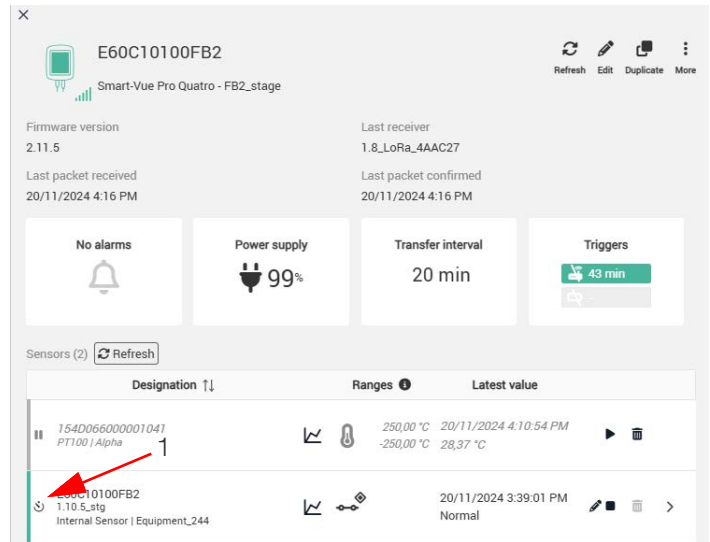 E60C10100FB2
Smart-Vue Pro Quatro - FB2_stage
Refresh Edit Duplicate More
Firmware version
2.11.5
Last receiver
1.8_LoRa_4AAC27
Last packet received
20/11/2024 4:16 PM
Last packet confirmed
20/11/2024 4:16 PM
No alarms
Power supply
99%
Transfer interval
20 min
Triggers
43 min
-
Sensors (2) Refresh
Designation Ranges Latest value
154D066000001041
PT100 | Alpha
250,00 °C
-250,00 °C
20/11/2024 4:10:54 PM
28,37 °C
1
E60C10100FB2
1.10.5_stg
Internal Sensor | Equipment_244
20/11/2024 3:39:01 PM
Normal